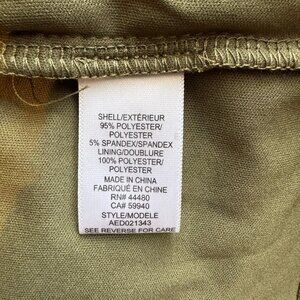 SHELL/EXTÉRIEUR
95% POLYESTER/
POLYESTER
5% SPANDEX/SPANDEX
LINING/DOUBLURE
100% POLYESTER/
POLYESTER
MADE IN CHINA
FABRIQUÉ EN CHINE
RN# 44480
CA# 59940
STYLE/MODELE
AED021343
SEE REVERSE FOR CARE